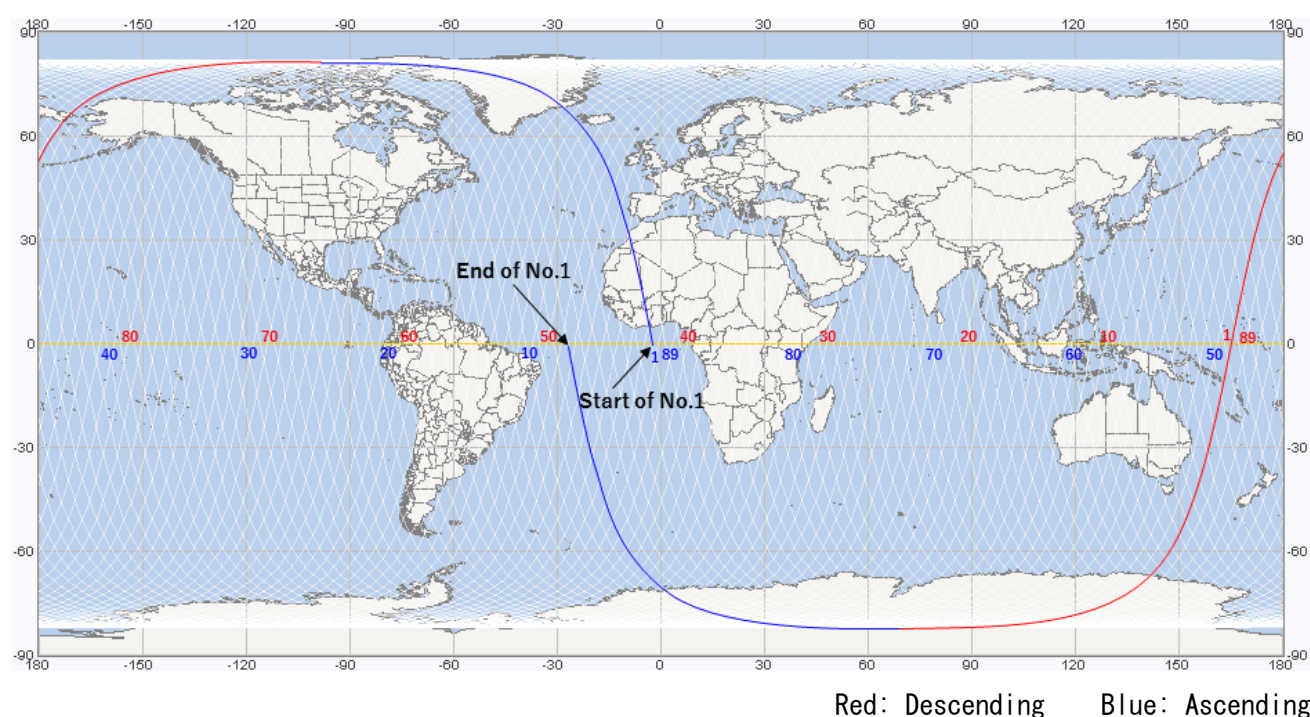 180 -150 -120 -90 -60 -30 0 30 60 90 120 150 180
90 90
60 60
30 30
End of No.1
80 70 60 50 40 30 20 10 1 89
0 0
40 30 20 10 1 89 80 70 60 50
Start of No.1
-30 -30
-60 -60
-90 -90
180 -150 -120 -90 -60 -30 0 30 60 90 120 150 180
Red: Descending Blue: Ascending